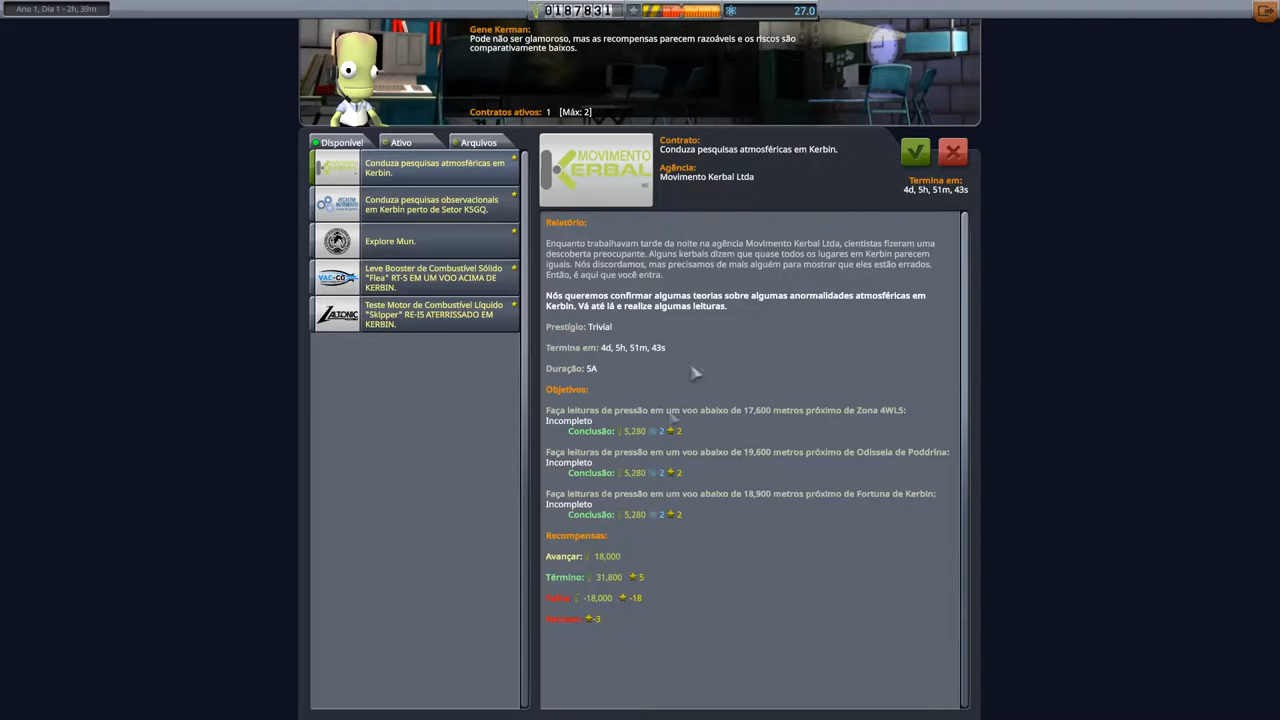 Ano 1, Dia 1 - 2h, 39m
0187831
27.0
Gene Kerman:
Pode não ser glamoroso, mas as recompensas parecem razoáveis e os riscos são
comparativamente baixos.
Contratos ativos: 1 [Máx: 2]
Disponível
Ativo
Arquivos
Conduza pesquisas atmosféricas em
Kerbin.
Conduza pesquisas observacionais
em Kerbin perto de Setor K5GQ.
Explore Mun.
VAC-CO
Leve Booster de Combustível Sólido
"Flea" RT-5 EM UM VOO ACIMA DE
KERBIN.
Teste Motor de Combustível Líquido
"Skipper" RE-I5 ATERRISSADO EM
KERBIN.
MOVIMENTO
KERBAL
Contrato:
Conduza pesquisas atmosféricas em Kerbin.
Agência:
Movimento Kerbal Ltda
Termina em:
4d, 5h, 51m, 43s
Relatório:
Enquanto trabalhavam tarde da noite na agência Movimento Kerbal Ltda, cientistas fizeram uma
descoberta preocupante. Alguns kerbals dizem que quase todos os lugares em Kerbin parecem
iguais. Nós discordamos, mas precisamos de mais alguém para mostrar que eles estão errados.
Então, é aqui que você entra.
Nós queremos confirmar algumas teorias sobre algumas anormalidades atmosféricas em
Kerbin. Vá até lá e realize algumas leituras.
Prestígio: Trivial
Termina em: 4d, 5h, 51m, 43s
Duração: 5A
Objetivos:
Faça leituras de pressão em um voo abaixo de 17,600 metros próximo de Zona 4WL5:
Incompleto
Conclusão: 5,280 2 2
Faça leituras de pressão em um voo abaixo de 19,600 metros próximo de Odisseia de Poddrina:
Incompleto
Conclusão: 5,280 2 2
Faça leituras de pressão em um voo abaixo de 18,900 metros próximo de Fortuna de Kerbin:
Incompleto
Conclusão: 5,280 2 2
Recompensas:
Avançar: 18,000
Término: 31,800 5
-18,000 -18
-3